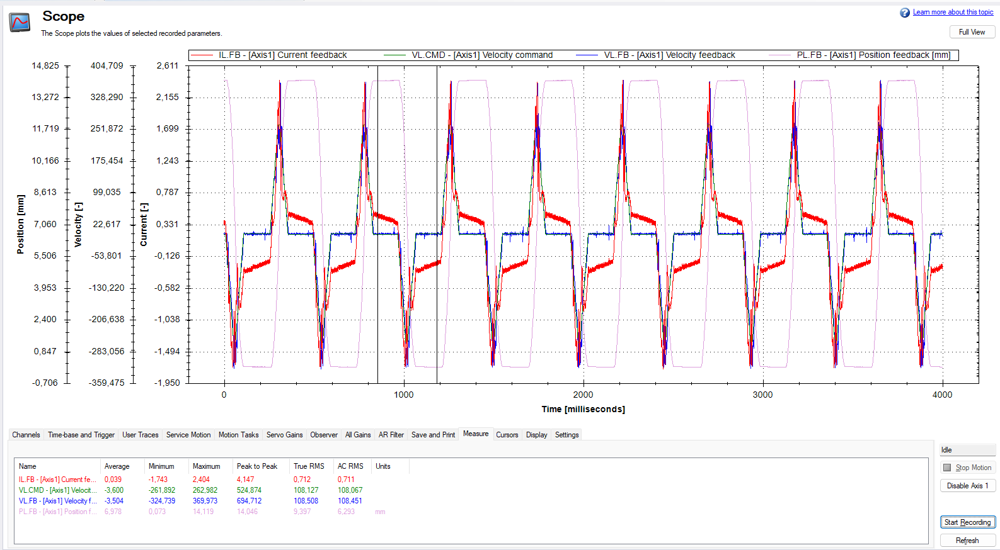 Scope
Learn more about this topic
The Scope plots the values of selected recorded parameters.
Full View
IL.FB - [Axis1] Current feedback VL.CMD - [Axis1] Velocity command VL.FB - [Axis1] Velocity feedback PL.FB - [Axis1] Position feedback [mm]
14,825 404,709 2,611
13,272 328,290 2,155
11,719 251,872 1,699
10,166 175,454 1,243
8,613 99,035 0,787
7,060 22,617 0,331
5,506 -53,801 -0,126
3,953 -130,220 -0,582
2,400 -206,638 -1,038
0,847 -283,056 -1,494
-0,706 -359,475 -1,950
Position [mm]
Velocity [-]
Current [-]
0 1000 2000 3000 4000
Time [milliseconds]
Channels Time-base and Trigger User Traces Service Motion Motion Tasks Servo Gains Observer All Gains AR Filter Save and Print Measure Cursors Display Settings
Name Average Minimum Maximum Peak to Peak True RMS AC RMS Units
IL.FB - [Axis1] Current fe... 0,039 -1,743 2,404 4,147 0,712 0,711
VL.CMD - [Axis1] Velocit... -3,600 -261,892 262,982 524,874 108,127 108,067
VL.FB - [Axis1] Velocity f... -3,504 -324,739 369,973 694,712 108,508 108,451
PL.FB - [Axis1] Position f... 6,978 0,073 14,119 14,046 9,397 6,293 mm
Idle
Stop Motion
Disable Axis 1
Start Recording
Refresh